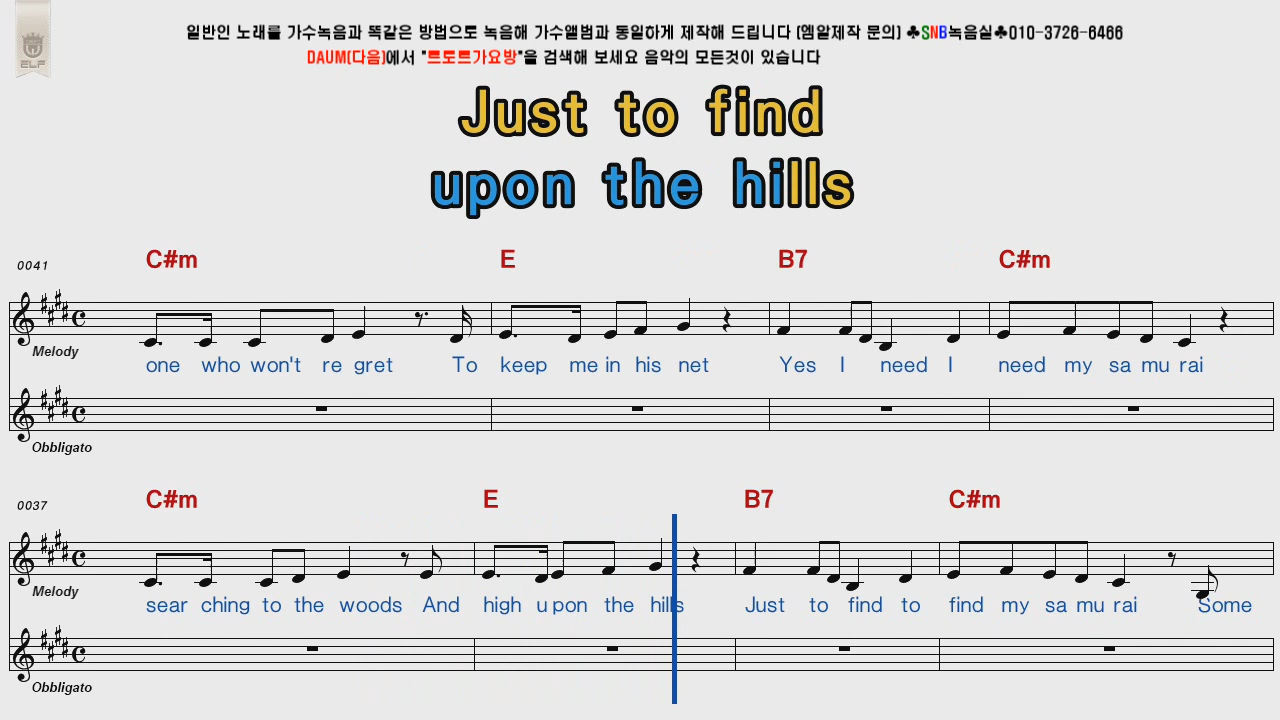 일반인 노래를 가수녹음과 똑같은 방법으로 녹음해 가수앨범과 동일하게 제작해 드립니다 (엠알제작 문의) ♣SNB녹음실♣010-3726-6466
DAUM(다음)에서 "트로트가요방"을 검색해 보세요 음악의 모든것이 있습니다
ELF
Just to find
upon the hills
0041 C#m E B7 C#m
Melody
one who won't re gret To keep me in his net Yes I need I need my sa mu rai
Obbligato
0037 C#m E B7 C#m
Melody
sear ching to the woods And high u pon the hills Just to find to find my sa mu rai Some
Obbligato